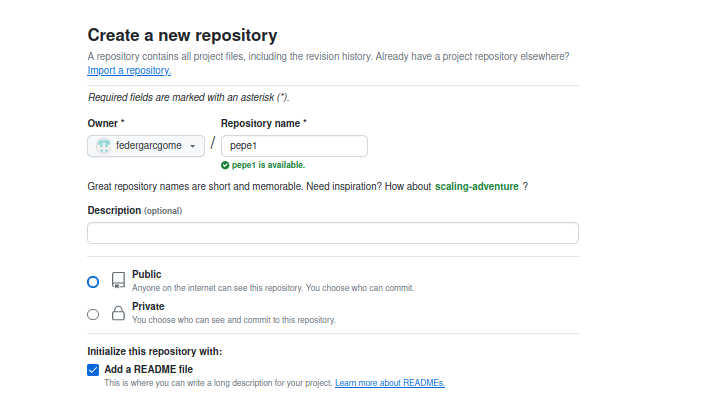 Create a new repository
A repository contains all project files, including the revision history. Already have a project repository elsewhere?
Import a repository.
Required fields are marked with an asterisk (*).
Owner * Repository name *
federgarcgome / pepe1
pepe1 is available.
Great repository names are short and memorable. Need inspiration? How about scaling-adventure ?
Description (optional)
Public
Anyone on the internet can see this repository. You choose who can commit.
Private
You choose who can see and commit to this repository.
Initialize this repository with:
Add a README file
This is where you can write a long description for your project. Learn more about READMEs.